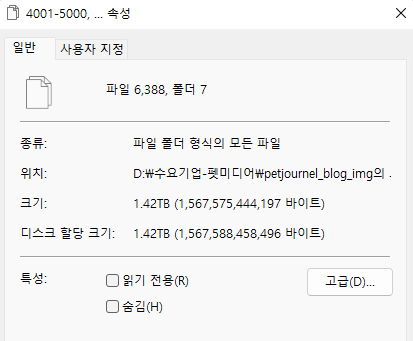 4001-5000, ... 속성
일반 사용자 지정
파일 6,388, 폴더 7
종류: 파일 폴더 형식의 모든 파일
위치: D:\수요기업-펫미디어\petjournel_blog_img의 .
크기: 1.42TB (1,567,575,444,197 바이트)
디스크 할당 크기: 1.42TB (1,567,588,458,496 바이트)
특성: 읽기 전용(R) 고급(D)...
숨김(H)